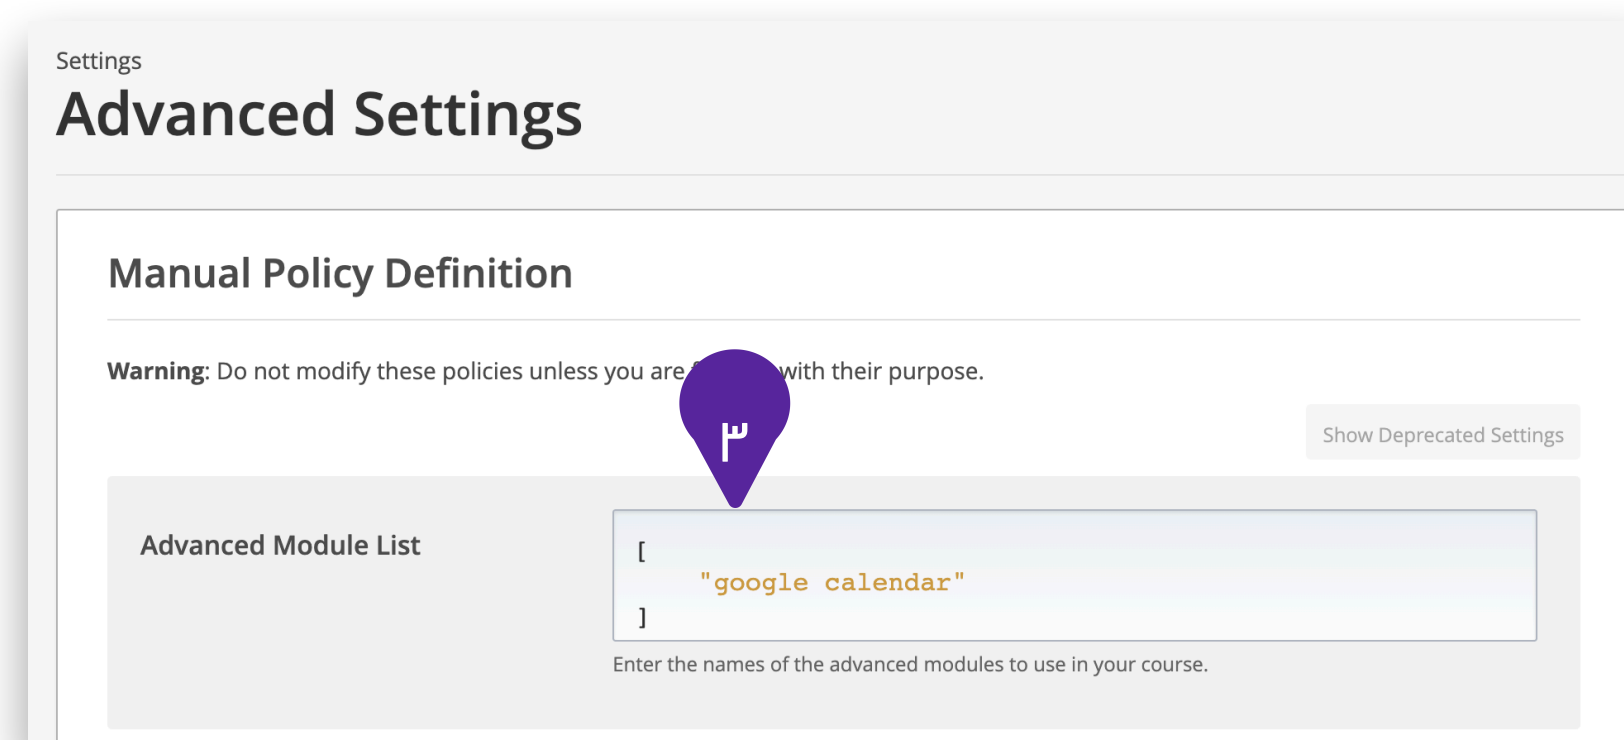 Settings
Advanced Settings
Manual Policy Definition
Warning: Do not modify these policies unless you are with their purpose.
٣
Show Deprecated Settings
Advanced Module List
[
"google calendar"
]
Enter the names of the advanced modules to use in your course.